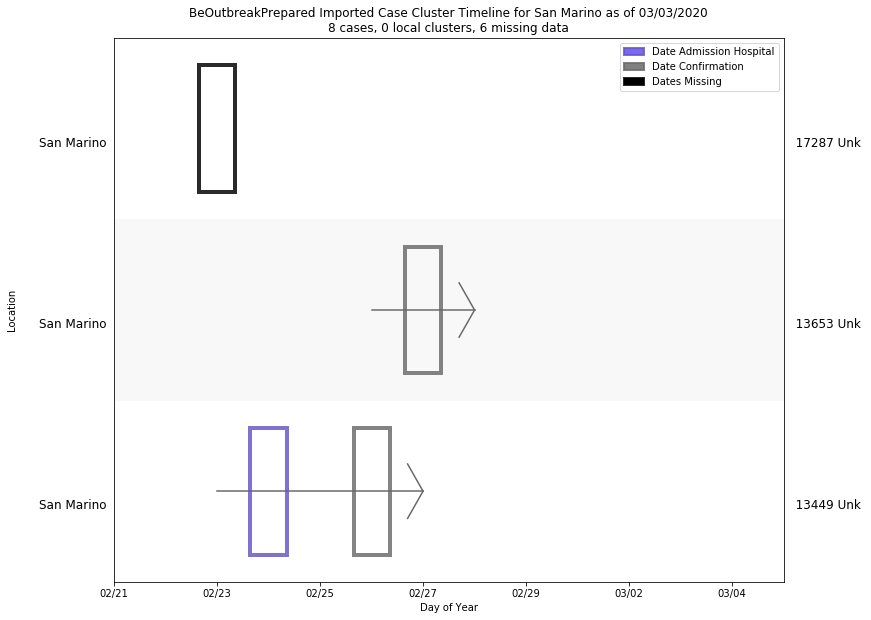 BeOutbreakPrepared Imported Case Cluster Timeline for San Marino as of 03/03/2020
8 cases, 0 local clusters, 6 missing data
Date Admission Hospital
Date Confirmation
Dates Missing
San Marino
17287 Unk
San Marino
13653 Unk
San Marino
13449 Unk
Location
02/21
02/23
02/25
02/27
02/29
03/02
03/04
Day of Year